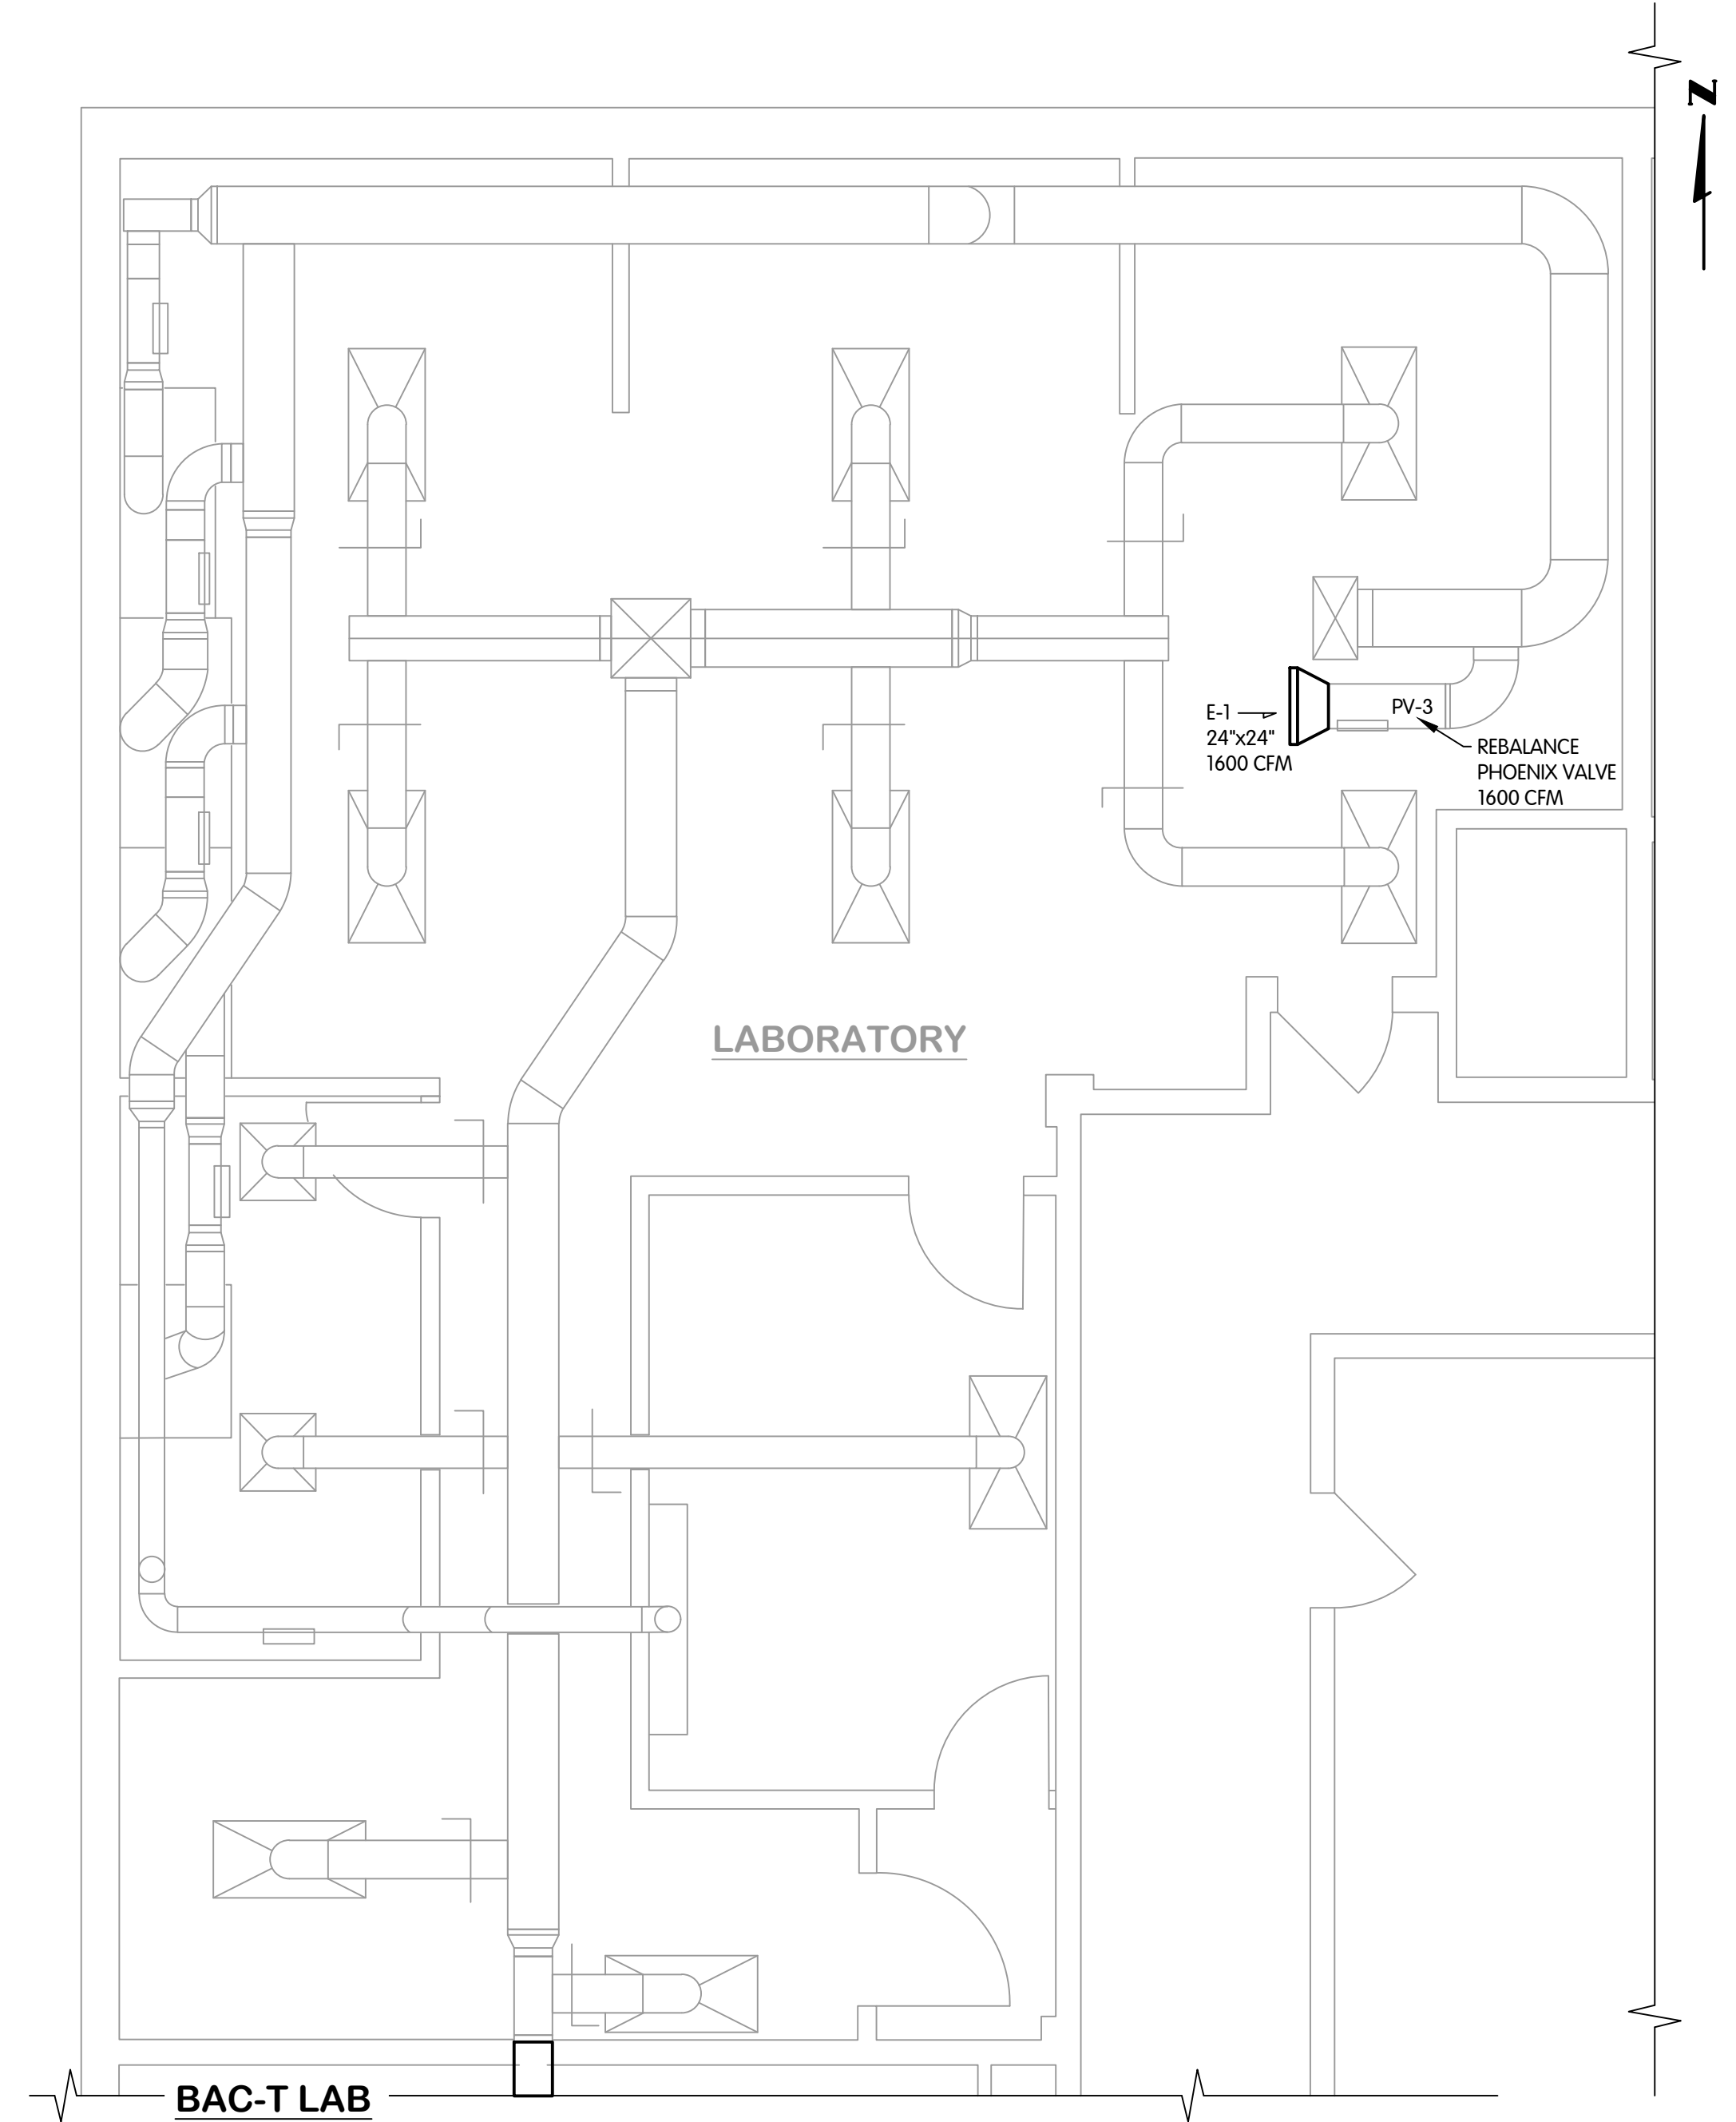 N
E-1
24"x24"
1600 CFM
PV-3
REBALANCE
PHOENIX VALVE
1600 CFM
LABORATORY
BAC-T LAB